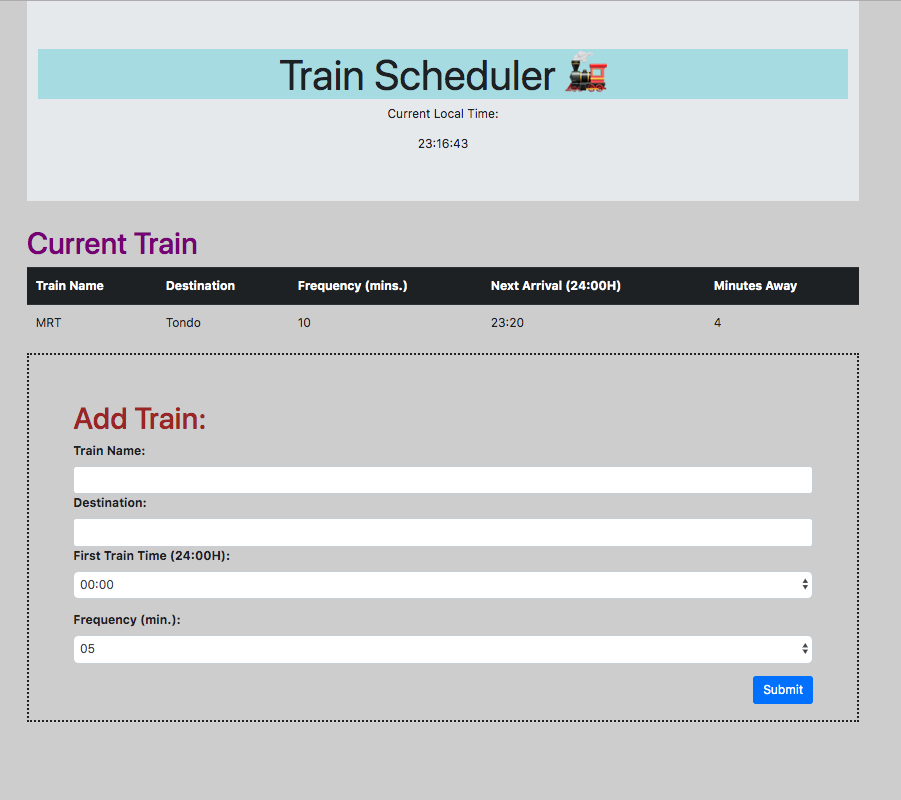 Train Scheduler 🚂
Current Local Time:
23:16:43
Current Train
Train Name Destination Frequency (mins.) Next Arrival (24:00H) Minutes Away
MRT Tondo 10 23:20 4
Add Train:
Train Name:
Destination:
First Train Time (24:00H):
00:00
Frequency (min.):
05
Submit